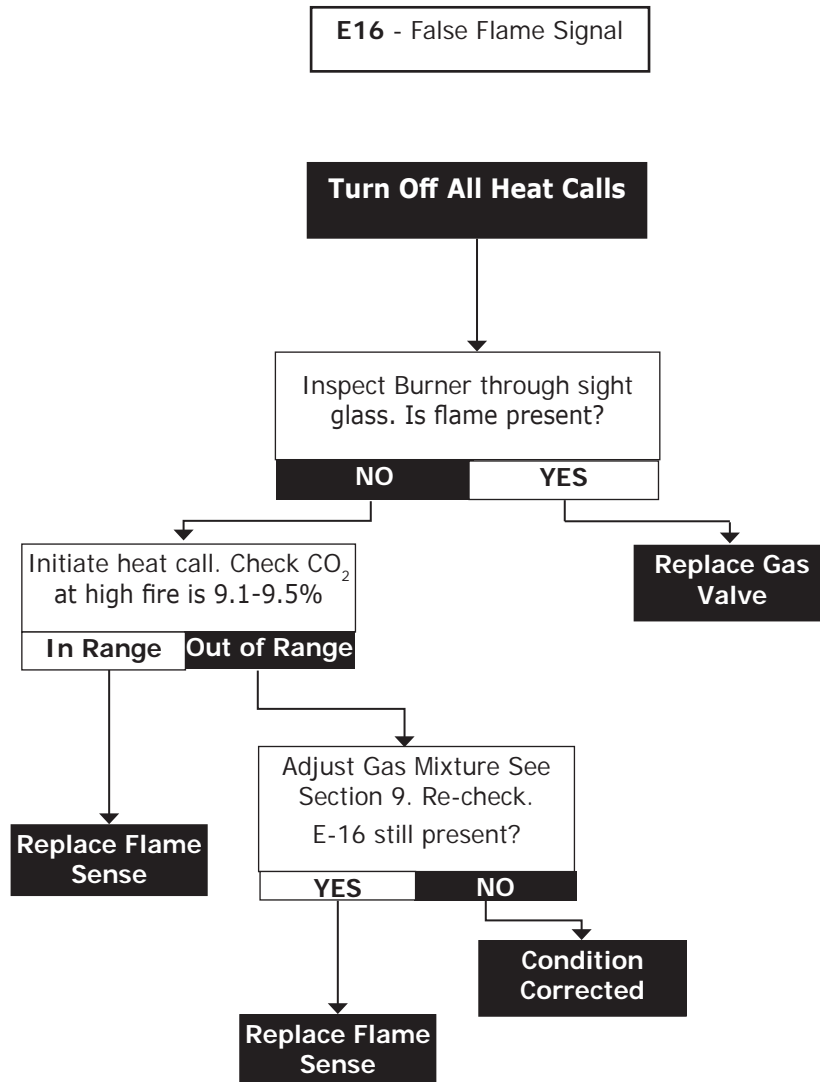 E16 - False Flame Signal
Turn Off All Heat Calls
Inspect Burner through sight
glass. Is flame present?
NO
YES
Initiate heat call. Check CO2
at high fire is 9.1-9.5%
In Range
Out of Range
Replace Gas
Valve
Adjust Gas Mixture See
Section 9. Re-check.
E-16 still present?
YES
NO
Replace Flame
Sense
Condition
Corrected
Replace Flame
Sense